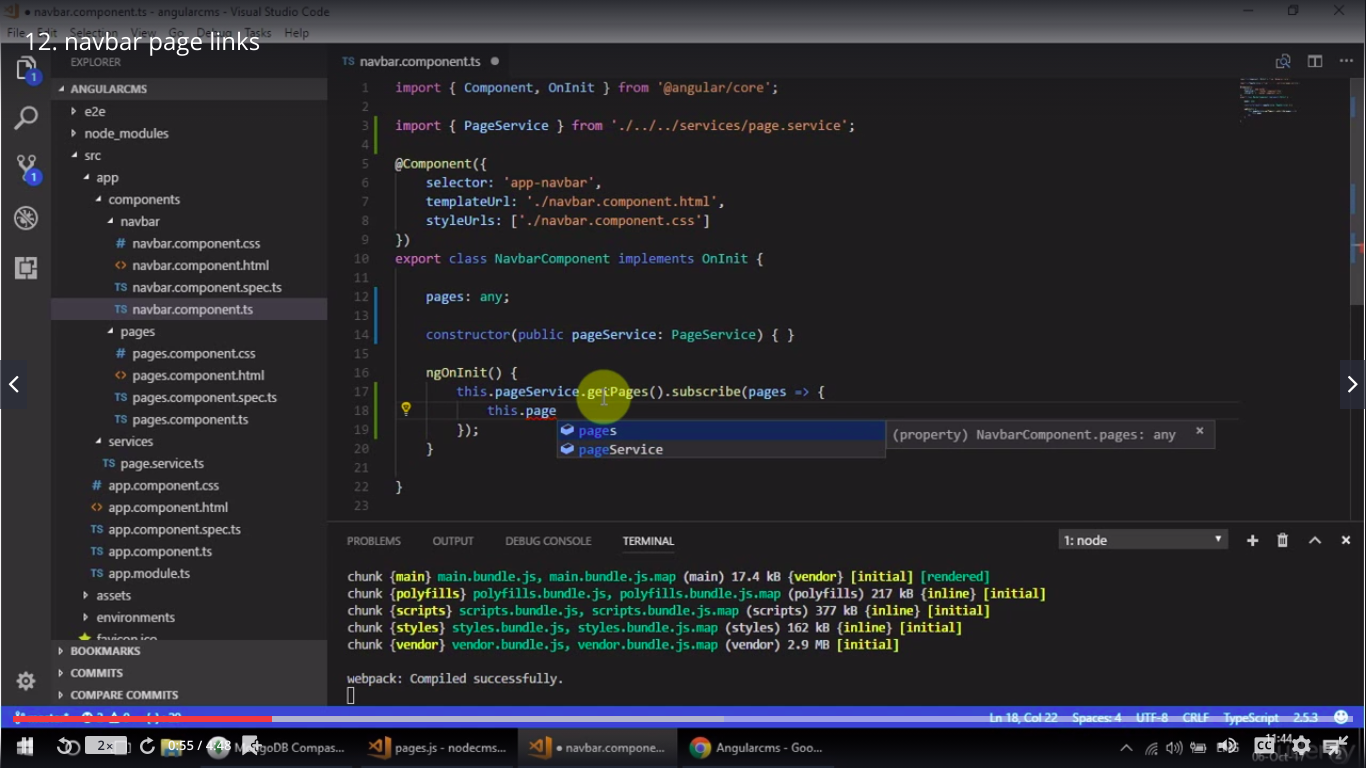 navbar.component.ts - angularcms - Visual Studio Code
File Edit Selection View Go Debug Tasks Help
12. navbar page links
EXPLORER
ANGULARCMS
e2e
node_modules
src
app
components
navbar
navbar.component.css
navbar.component.html
navbar.component.spec.ts
navbar.component.ts
pages
pages.component.css
pages.component.html
pages.component.spec.ts
pages.component.ts
services
page.service.ts
app.component.css
app.component.html
app.component.spec.ts
app.component.ts
app.module.ts
assets
environments
favicon.ico
BOOKMARKS
COMMITS
COMPARE COMMITS
TS navbar.component.ts
1 import { Component, OnInit } from '@angular/core';
2
3 import { PageService } from './../../services/page.service';
4
5 @Component({
6 selector: 'app-navbar',
7 templateUrl: './navbar.component.html',
8 styleUrls: ['./navbar.component.css']
9 })
10 export class NavbarComponent implements OnInit {
11
12 pages: any;
13
14 constructor(public pageService: PageService) { }
15
16 ngOnInit() {
17 this.pageService.getPages().subscribe(pages => {
18 this.page
19 });
20 }
21
22 }
23
pages
pageService
(property) NavbarComponent.pages: any
PROBLEMS OUTPUT DEBUG CONSOLE TERMINAL
1: node
chunk {main} main.bundle.js, main.bundle.js.map (main) 17.4 kB {vendor} [initial] [rendered]
chunk {polyfills} polyfills.bundle.js, polyfills.bundle.js.map (polyfills) 217 kB {inline} [initial]
chunk {scripts} scripts.bundle.js, scripts.bundle.js.map (scripts) 377 kB {inline} [initial]
chunk {styles} styles.bundle.js, styles.bundle.js.map (styles) 162 kB {inline} [initial]
chunk {vendor} vendor.bundle.js, vendor.bundle.js.map (vendor) 2.9 MB [initial]
webpack: Compiled successfully.
Ln 18, Col 22 Spaces: 4 UTF-8 CRLF TypeScript 2.5.3
2x 0:55 / 4:48
MongoDB Compas...
pages.js - nodecms...
navbar.compone...
Angularcms - Goo...
CC
11:44
06-Oct-17